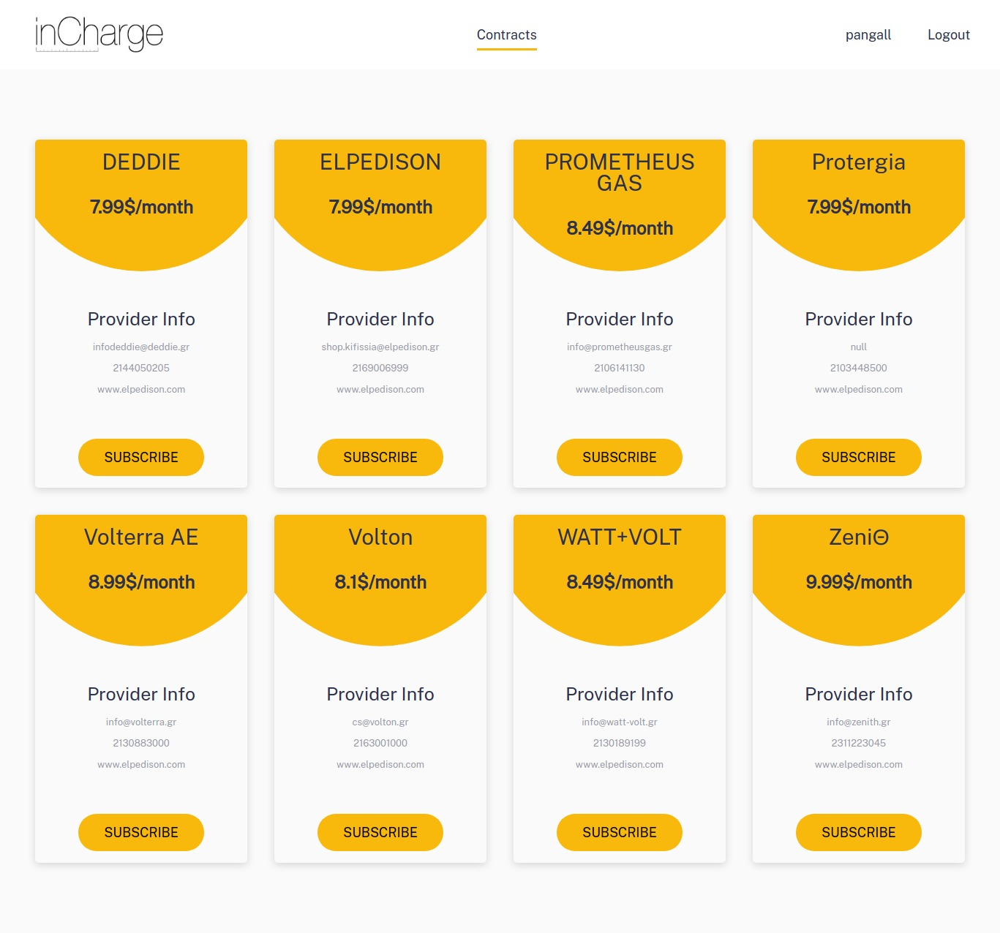 inCharge
Contracts
pangall
Logout
DEDDIE
7.99$/month
Provider Info
infodeddie@deddie.gr
2144050205
www.elpedison.com
SUBSCRIBE
ELPEDISON
7.99$/month
Provider Info
shop.kifissia@elpedison.gr
2169006999
www.elpedison.com
SUBSCRIBE
PROMETHEUS
GAS
8.49$/month
Provider Info
info@prometheusgas.gr
2106141130
www.elpedison.com
SUBSCRIBE
Protergia
7.99$/month
Provider Info
null
2103448500
www.elpedison.com
SUBSCRIBE
Volterra AE
8.99$/month
Provider Info
info@volterra.gr
2130883000
www.elpedison.com
SUBSCRIBE
Volton
8.1$/month
Provider Info
cs@volton.gr
2163001000
www.elpedison.com
SUBSCRIBE
WATT+VOLT
8.49$/month
Provider Info
info@watt-volt.gr
2130189199
www.elpedison.com
SUBSCRIBE
ZeniΘ
9.99$/month
Provider Info
info@zenith.gr
2311223045
www.elpedison.com
SUBSCRIBE